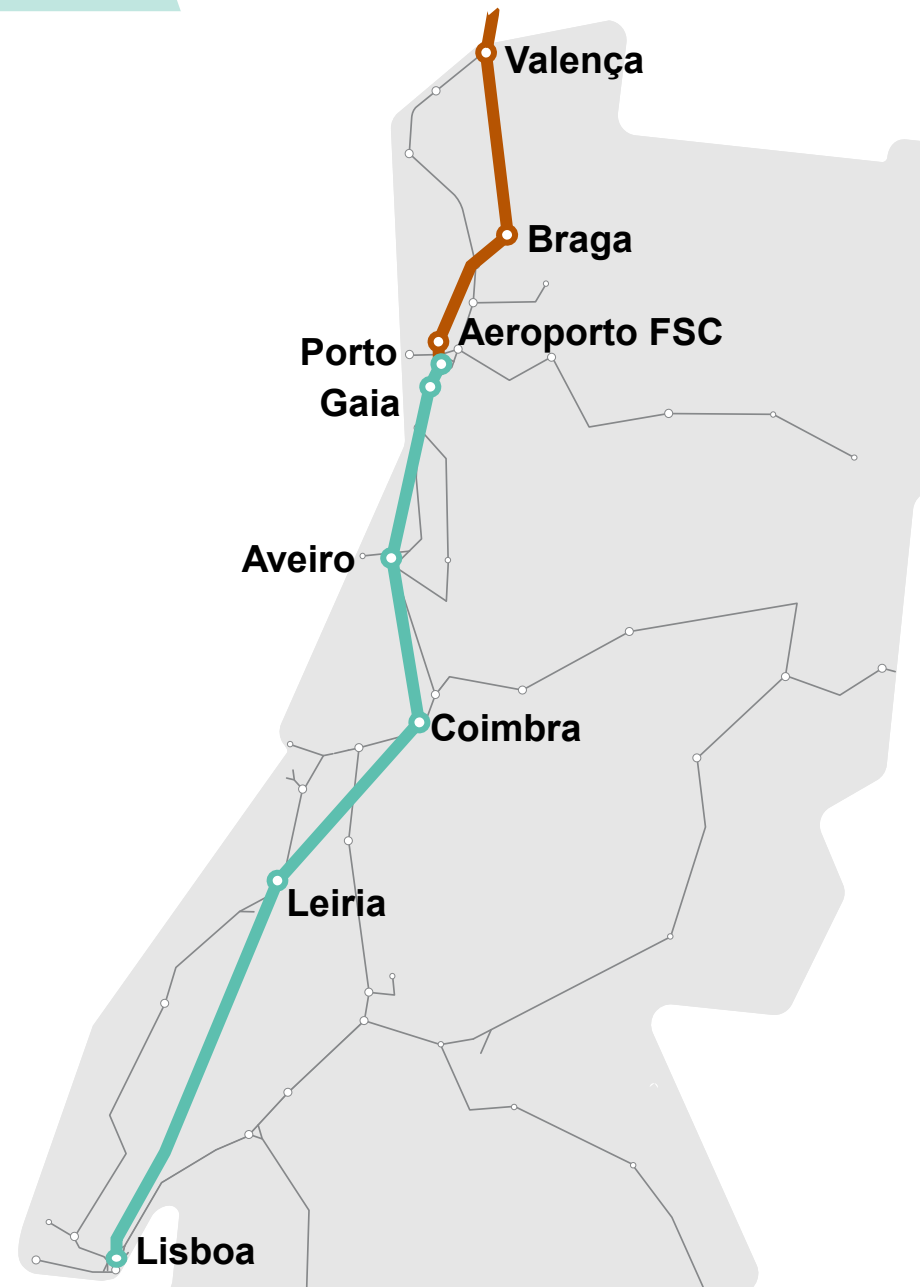 Valença
Braga
Aeroporto FSC
Porto
Gaia
Aveiro
Coimbra
Leiria
Lisboa